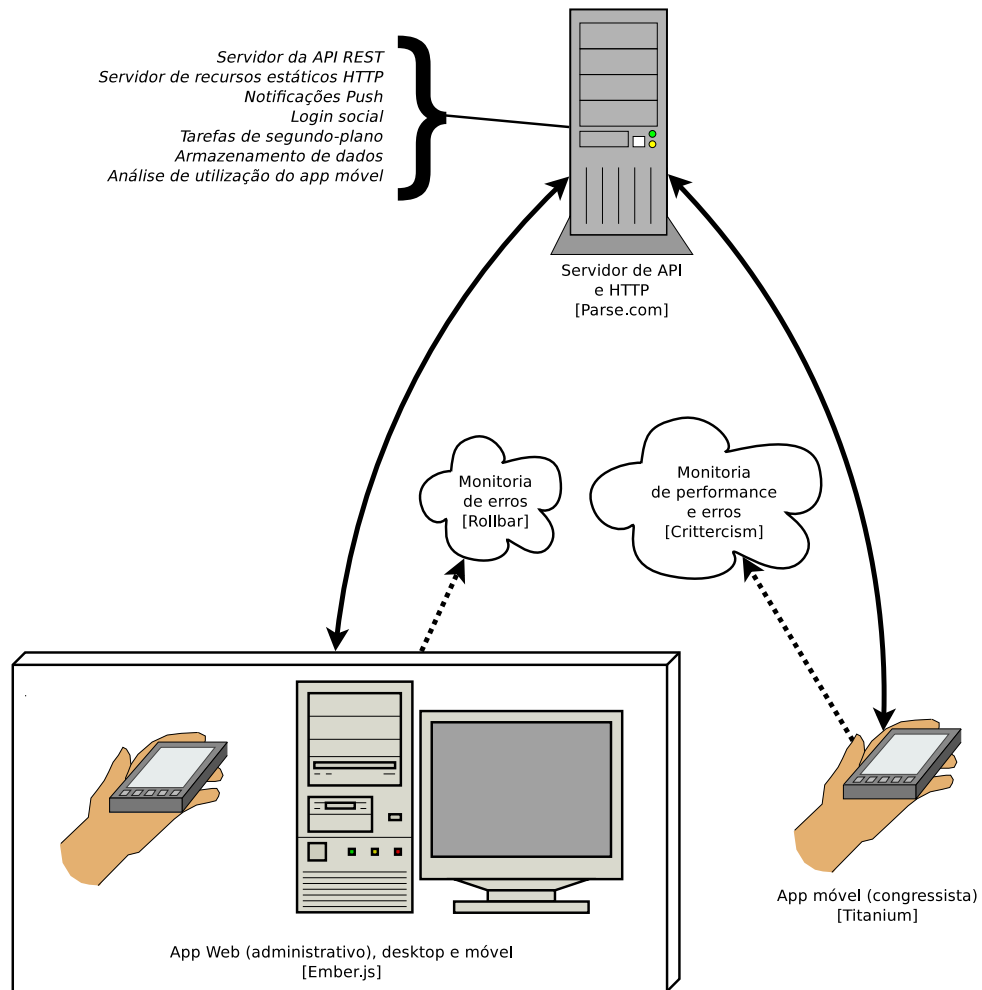 Servidor da API REST
Servidor de recursos estáticos HTTP
Notificações Push
Login social
Tarefas de segundo-plano
Armazenamento de dados
Análise de utilização do app móvel
Servidor de API
e HTTP
[Parse.com]
Monitoria
de erros
[Rollbar]
Monitoria
de performance
e erros
[Crittercism]
App móvel (congressista)
[Titanium]
App Web (administrativo), desktop e móvel
[Ember.js]